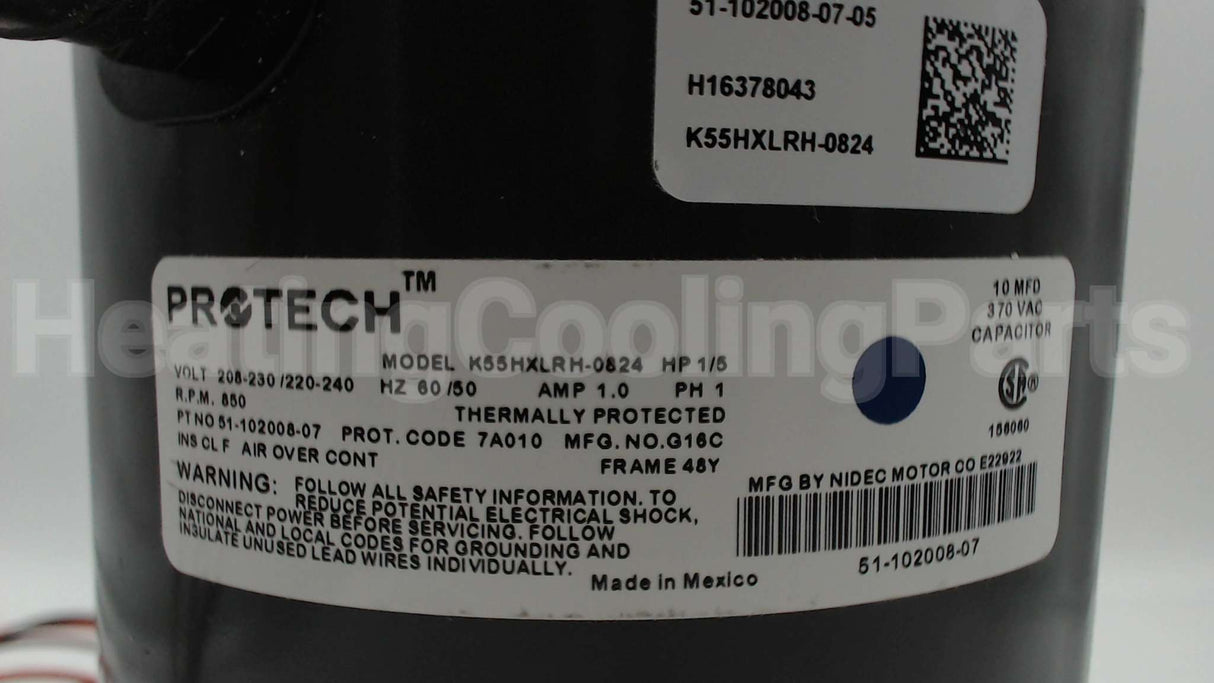 51-102008-07-05
H16378043
K55HXLRH-0824
HeatingCoolingParts
PROTECH™
MODEL K55HXLRH-0824 HP 1/5
VOLT 208-230/220-240 HZ 60/50 AMP 1.0 PH 1
R.P.M. 850
THERMALLY PROTECTED
PT NO 51-102008-07 PROT. CODE 7A010 MFG. NO. G16C
INS CL F AIR OVER CONT
FRAME 48Y
WARNING: FOLLOW ALL SAFETY INFORMATION. TO
REDUCE POTENTIAL ELECTRICAL SHOCK,
DISCONNECT POWER BEFORE SERVICING. FOLLOW
NATIONAL AND LOCAL CODES FOR GROUNDING AND
INSULATE UNUSED LEAD WIRES INDIVIDUALLY.
Made in Mexico
10 MFD
370 VAC
CAPACITOR
SA®
156060
MFG BY NIDEC MOTOR CO E22922
51-102008-07